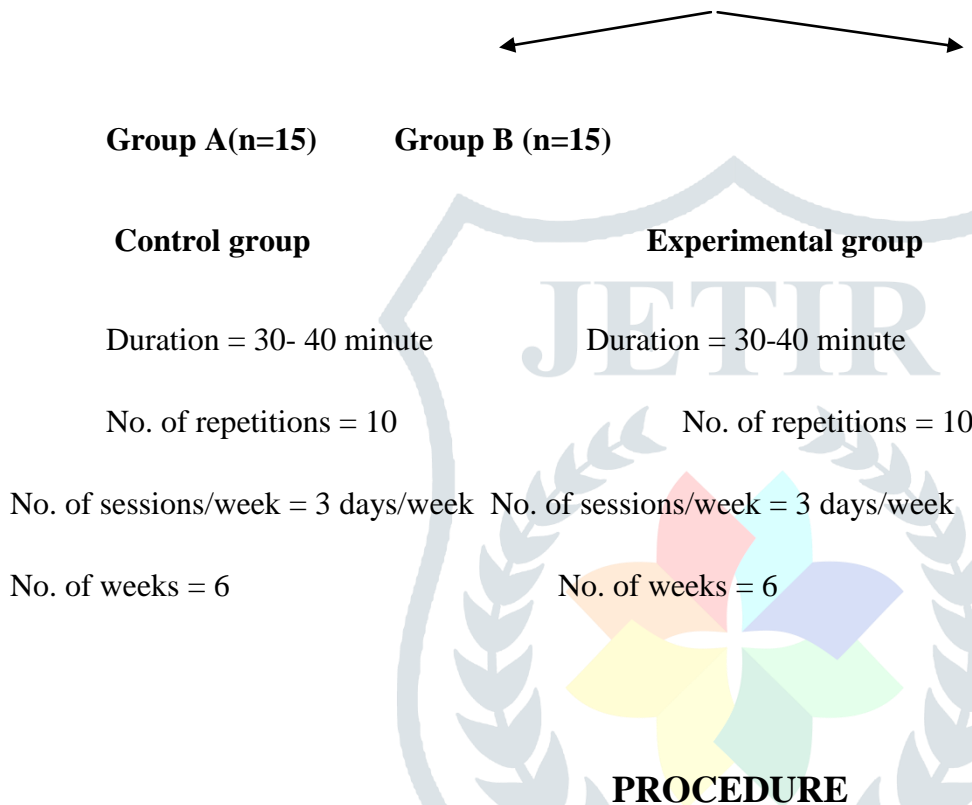 Group A(n=15) Group B (n=15)
Control group Experimental group
JETIR
Duration = 30- 40 minute Duration = 30-40 minute
No. of repetitions = 10 No. of repetitions = 10
No. of sessions/week = 3 days/week No. of sessions/week = 3 days/week
No. of weeks = 6 No. of weeks = 6
PROCEDURE